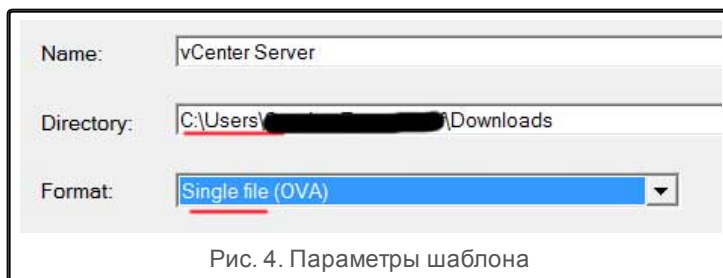 Name: vCenter Server
Directory: C:\Users\ \Downloads
Format: Single file (OVA)
Рис. 4. Параметры шаблона